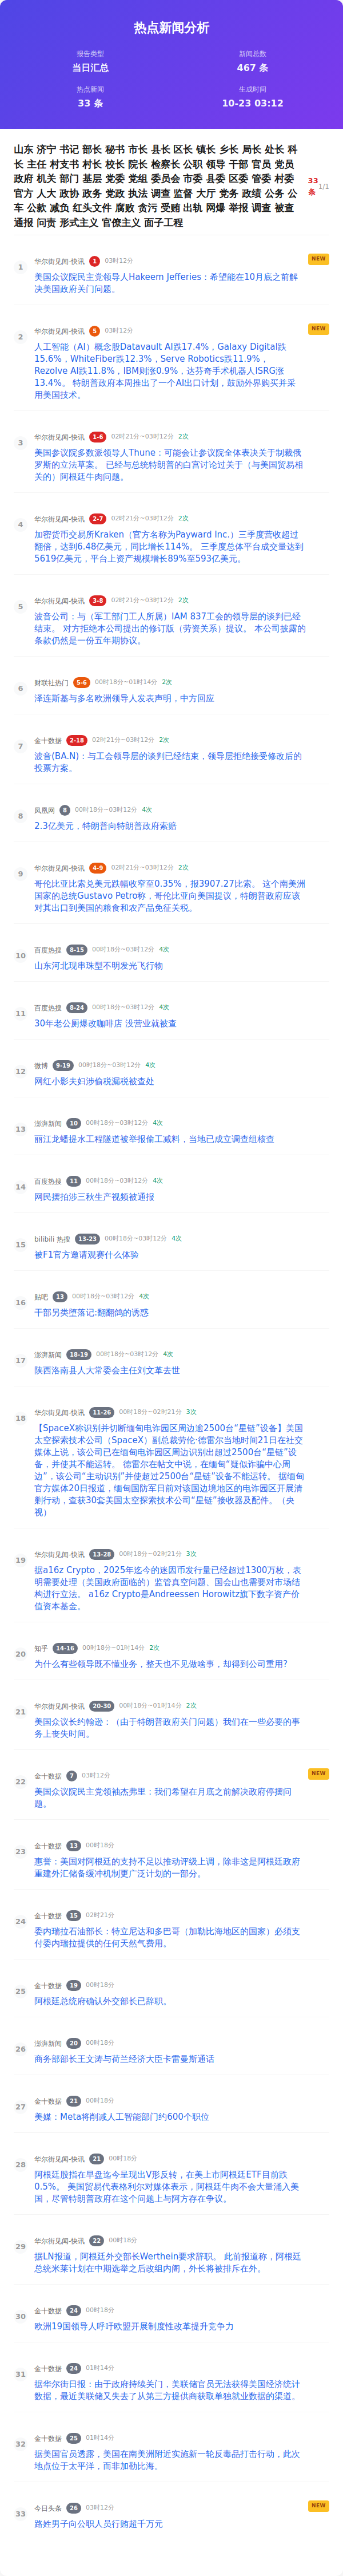 热点新闻分析
报告类型
当日汇总
新闻总数
467 条
热点新闻
33 条
生成时间
10-23 03:12
山东 济宁 书记 部长 秘书 市长 县长 区长 镇长 乡长 局长 处长 科
长 主任 村支书 村长 校长 院长 检察长 公职 领导 干部 官员 党员
政府 机关 部门 基层 党委 党组 委员会 市委 县委 区委 管委 村委
官方 人大 政协 政务 党政 执法 调查 监督 大厅 党务 政绩 公务 公
车 公款 减负 红头文件 腐败 贪污 受贿 出轨 网爆 举报 调查 被查
通报 问责 形式主义 官僚主义 面子工程
33
条
1/1
1
华尔街见闻-快讯 1 03时12分
NEW
美国众议院民主党领导人Hakeem Jefferies：希望能在10月底之前解
决美国政府关门问题。
2
华尔街见闻-快讯 5 03时12分
NEW
人工智能（AI）概念股Datavault AI跌17.4%，Galaxy Digital跌
15.6%，WhiteFiber跌12.3%，Serve Robotics跌11.9%，
Rezolve AI跌11.8%，IBM则涨0.9%，达芬奇手术机器人ISRG涨
13.4%。 特朗普政府本周推出了一个AI出口计划，鼓励外界购买并采
用美国技术。
3
华尔街见闻-快讯 1-6 02时21分~03时12分 2次
美国参议院多数派领导人Thune：可能会让参议院全体表决关于制裁俄
罗斯的立法草案。 已经与总统特朗普的白宫讨论过关于（与美国贸易相
关的）阿根廷牛肉问题。
4
华尔街见闻-快讯 2-7 02时21分~03时12分 2次
加密货币交易所Kraken（官方名称为Payward Inc.）三季度营收超过
翻倍，达到6.48亿美元，同比增长114%。 三季度总体平台成交量达到
5619亿美元，平台上资产规模增长89%至593亿美元。
5
华尔街见闻-快讯 3-8 02时21分~03时12分 2次
波音公司：与（军工部门工人所属）IAM 837工会的领导层的谈判已经
结束。 对方拒绝本公司提出的修订版（劳资关系）提议。 本公司披露的
条款仍然是一份五年期协议。
6
财联社热门 5-6 00时18分~01时14分 2次
泽连斯基与多名欧洲领导人发表声明，中方回应
7
金十数据 2-18 02时21分~03时12分 2次
波音(BA.N)：与工会领导层的谈判已经结束，领导层拒绝接受修改后的
投票方案。
8
凤凰网 8 00时18分~03时12分 4次
2.3亿美元，特朗普向特朗普政府索赔
9
华尔街见闻-快讯 4-9 02时21分~03时12分 2次
哥伦比亚比索兑美元跌幅收窄至0.35%，报3907.27比索。 这个南美洲
国家的总统Gustavo Petro称，哥伦比亚向美国提议，特朗普政府应该
对其出口到美国的粮食和农产品免征关税。
10
百度热搜 8-15 00时18分~03时12分 4次
山东河北现串珠型不明发光飞行物
11
百度热搜 8-24 00时18分~03时12分 4次
30年老公厕爆改咖啡店 没营业就被查
12
微博 9-19 00时18分~03时12分 4次
网红小影夫妇涉偷税漏税被查处
13
澎湃新闻 10 00时18分~03时12分 4次
丽江龙蟠提水工程隧道被举报偷工减料，当地已成立调查组核查
14
百度热搜 11 00时18分~03时12分 4次
网民摆拍涉三秋生产视频被通报
15
bilibili 热搜 13-23 00时18分~03时12分 4次
被F1官方邀请观赛什么体验
16
贴吧 13 00时18分~03时12分 4次
干部另类堕落记:翻翻鸽的诱惑
17
澎湃新闻 18-19 00时18分~03时12分 4次
陕西洛南县人大常委会主任刘文革去世
18
华尔街见闻-快讯 11-26 00时18分~02时21分 3次
【SpaceX称识别并切断缅甸电诈园区周边逾2500台“星链”设备】美国
太空探索技术公司（SpaceX）副总裁劳伦·德雷尔当地时间21日在社交
媒体上说，该公司已在缅甸电诈园区周边识别出超过2500台“星链”设
备，并使其不能运转。 德雷尔在帖文中说，在缅甸“疑似诈骗中心周
边”，该公司“主动识别”并使超过2500台“星链”设备不能运转。 据缅甸
官方媒体20日报道，缅甸国防军日前对该国边境地区的电诈园区开展清
剿行动，查获30套美国太空探索技术公司“星链”接收器及配件。（央
视）
19
华尔街见闻-快讯 13-28 00时18分~02时21分 3次
据a16z Crypto，2025年迄今的迷因币发行量已经超过1300万枚，表
明需要处理（美国政府面临的）监管真空问题、国会山也需要对市场结
构进行立法。 a16z Crypto是Andreessen Horowitz旗下数字资产价
值资本基金。
20
知乎 14-16 00时18分~01时14分 2次
为什么有些领导既不懂业务，整天也不见做啥事，却得到公司重用?
21
华尔街见闻-快讯 20-30 00时18分~01时14分 2次
美国众议长约翰逊：（由于特朗普政府关门问题）我们在一些必要的事
务上丧失时间。
22
金十数据 7 03时12分
NEW
美国众议院民主党领袖杰弗里：我们希望在月底之前解决政府停摆问
题。
23
金十数据 13 00时18分
惠誉：美国对阿根廷的支持不足以推动评级上调，除非这是阿根廷政府
重建外汇储备缓冲机制更广泛计划的一部分。
24
金十数据 15 02时21分
委内瑞拉石油部长：特立尼达和多巴哥（加勒比海地区的国家）必须支
付委内瑞拉提供的任何天然气费用。
25
金十数据 19 00时18分
阿根廷总统府确认外交部长已辞职。
26
澎湃新闻 20 00时18分
商务部部长王文涛与荷兰经济大臣卡雷曼斯通话
27
金十数据 21 00时18分
美媒：Meta将削减人工智能部门约600个职位
28
华尔街见闻-快讯 21 00时18分
阿根廷股指在早盘迄今呈现出V形反转，在美上市阿根廷ETF目前跌
0.5%。 美国贸易代表格利尔对媒体表示，阿根廷牛肉不会大量涌入美
国，尽管特朗普政府在这个问题上与阿方存在争议。
29
华尔街见闻-快讯 22 00时18分
据LN报道，阿根廷外交部长Werthein要求辞职。 此前报道称，阿根廷
总统米莱计划在中期选举之后改组内阁，外长将被排斥在外。
30
金十数据 24 00时18分
欧洲19国领导人呼吁欧盟开展制度性改革提升竞争力
31
金十数据 24 01时14分
据华尔街日报：由于政府持续关门，美联储官员无法获得美国经济统计
数据，最近美联储又失去了从第三方提供商获取单独就业数据的渠道。
32
金十数据 25 01时14分
据美国官员透露，美国在南美洲附近实施新一轮反毒品打击行动，此次
地点位于太平洋，而非加勒比海。
33
今日头条 26 03时12分
NEW
路姓男子向公职人员行贿超千万元